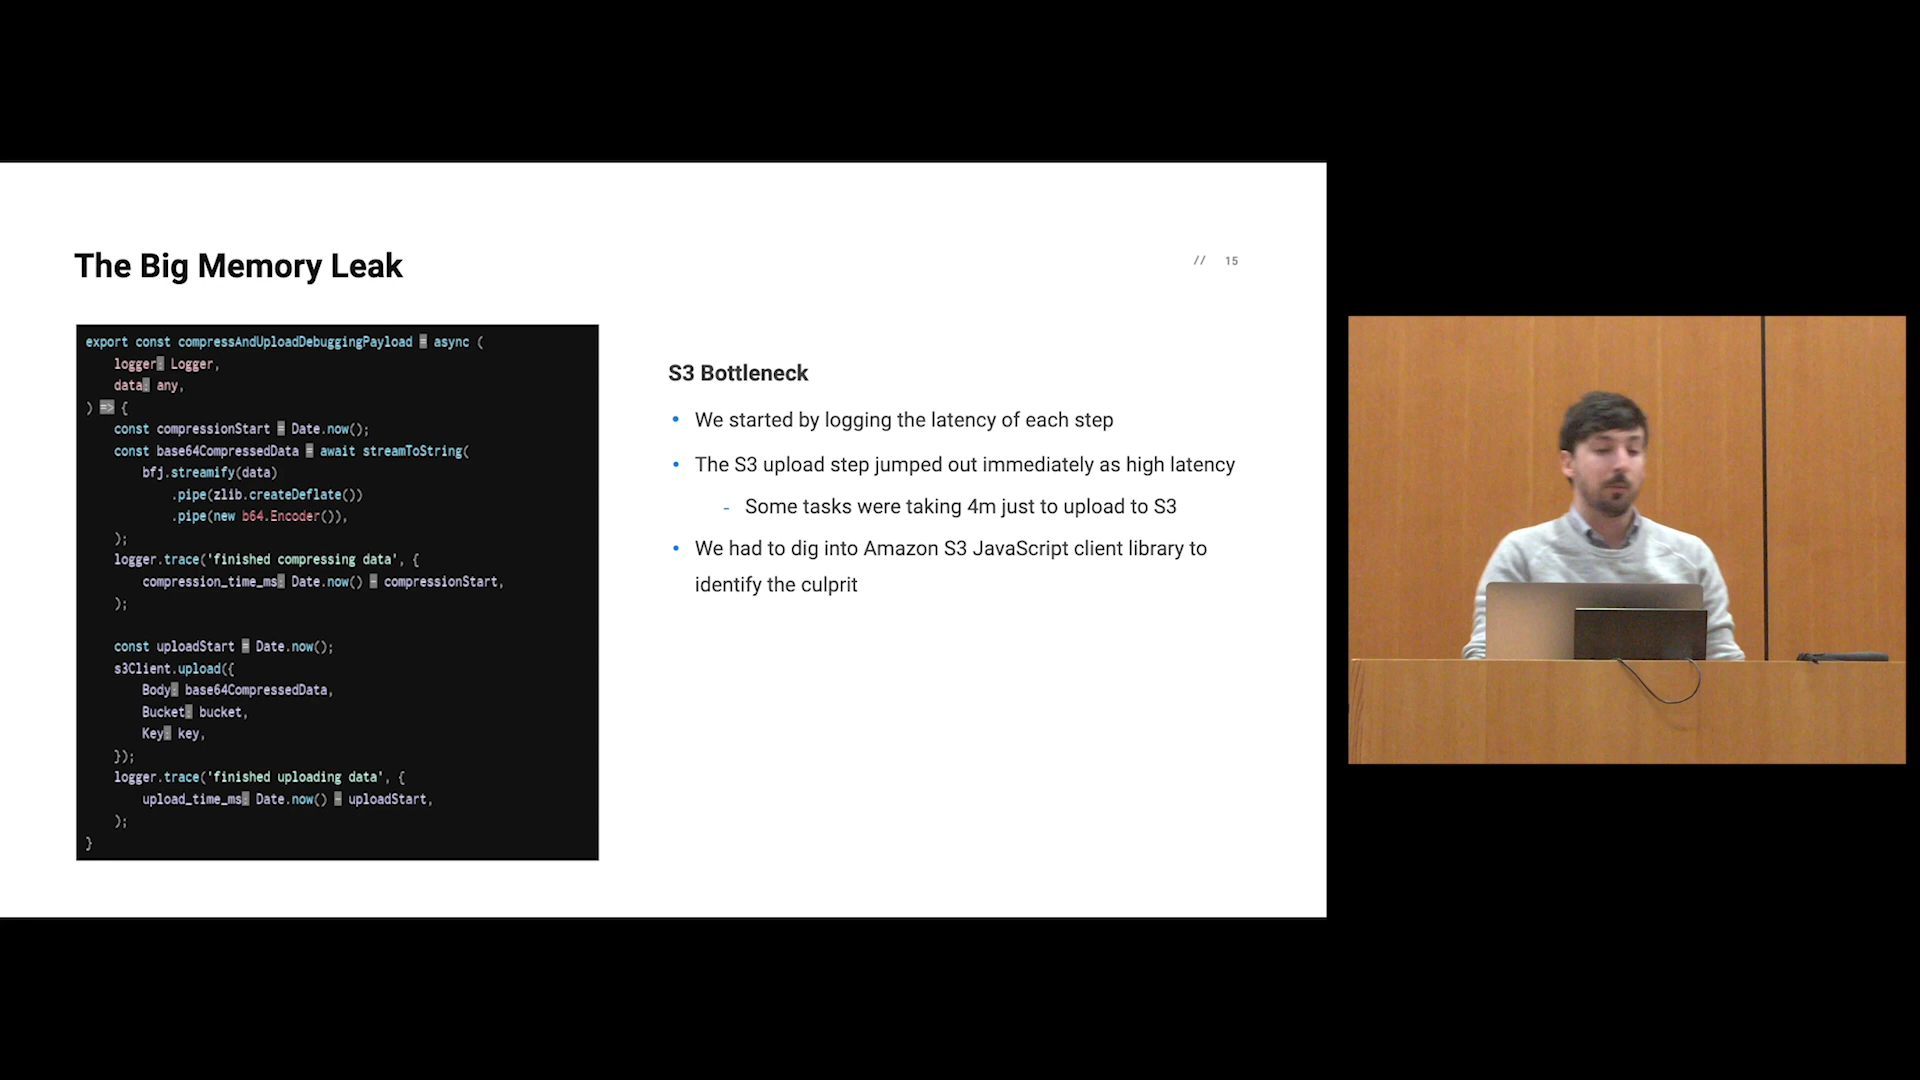 The Big Memory Leak
// 15
export const compressAndUploadDebuggingPayload = async (
logger: Logger,
data: any,
) => {
const compressionStart = Date.now();
const base64CompressedData = await streamToString(
bfj.streamify(data)
.pipe(zlib.createDeflate())
.pipe(new b64.Encoder()),
);
logger.trace('finished compressing data', {
compression_time_ms: Date.now() - compressionStart,
);
const uploadStart = Date.now();
s3Client.upload({
Body: base64CompressedData,
Bucket: bucket,
Key: key,
});
logger.trace('finished uploading data', {
upload_time_ms: Date.now() - uploadStart,
);
}
S3 Bottleneck
• We started by logging the latency of each step
• The S3 upload step jumped out immediately as high latency
- Some tasks were taking 4m just to upload to S3
• We had to dig into Amazon S3 JavaScript client library to
identify the culprit